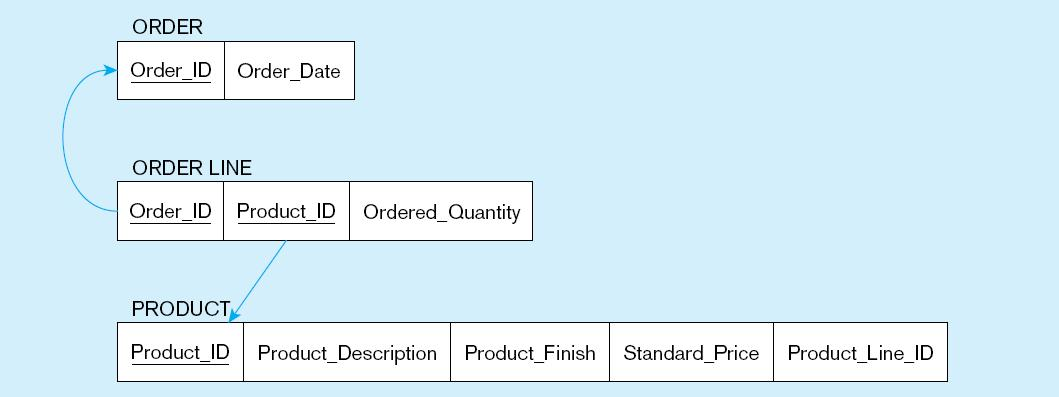 ORDER
Order_ID Order_Date
ORDER LINE
Order_ID Product_ID Ordered_Quantity
PRODUCT
Product_ID Product_Description Product_Finish Standard_Price Product_Line_ID